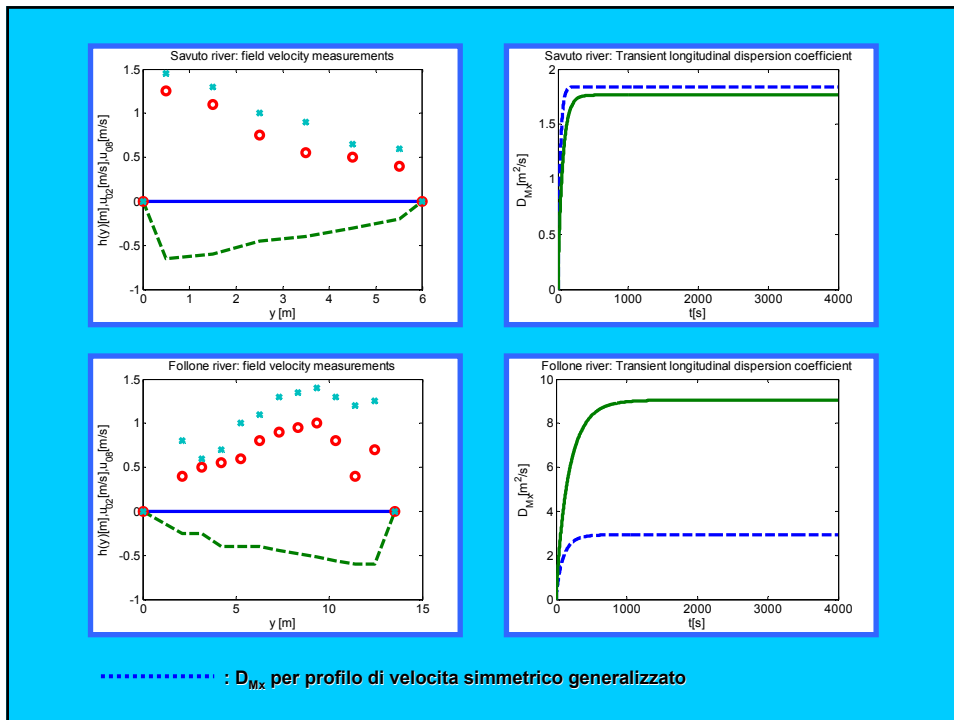 Savuto river: field velocity measurements
1.5
1
0.5
0
-0.5
-1
h(y)[m],u02[m/s],u08[m/s]
0 1 2 3 4 5 6
y [m]
Savuto river: Transient longitudinal dispersion coefficient
2
1.5
1
0.5
0
DMx[m²/s]
0 1000 2000 3000 4000
t[s]
Follone river: field velocity measurements
1.5
1
0.5
0
-0.5
-1
h(y)[m],u02[m/s],u08[m/s]
0 5 10 15
y [m]
Follone river: Transient longitudinal dispersion coefficient
10
8
6
4
2
0
DMx[m²/s]
0 1000 2000 3000 4000
t[s]
: DMx per profilo di velocita simmetrico generalizzato